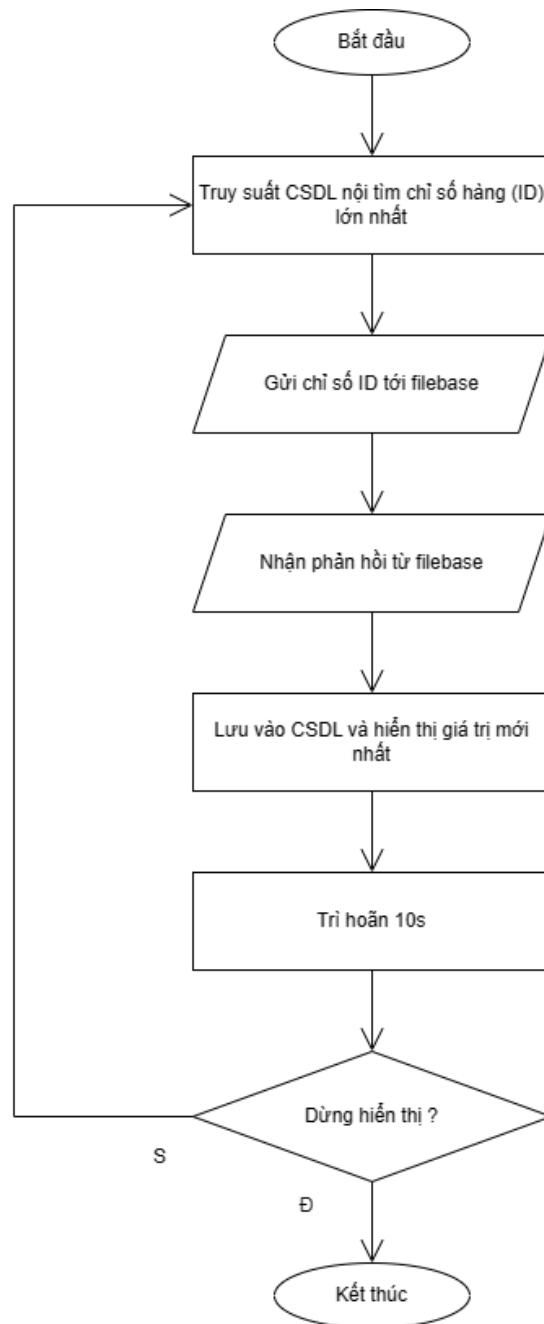 Bắt đầu
Truy suất CSDL nội tìm chỉ số hàng (ID)
lớn nhất
Gửi chỉ số ID tới filebase
Nhận phản hồi từ filebase
Lưu vào CSDL và hiển thị giá trị mới
nhất
Trì hoãn 10s
Dừng hiển thị ?
S
Đ
Kết thúc